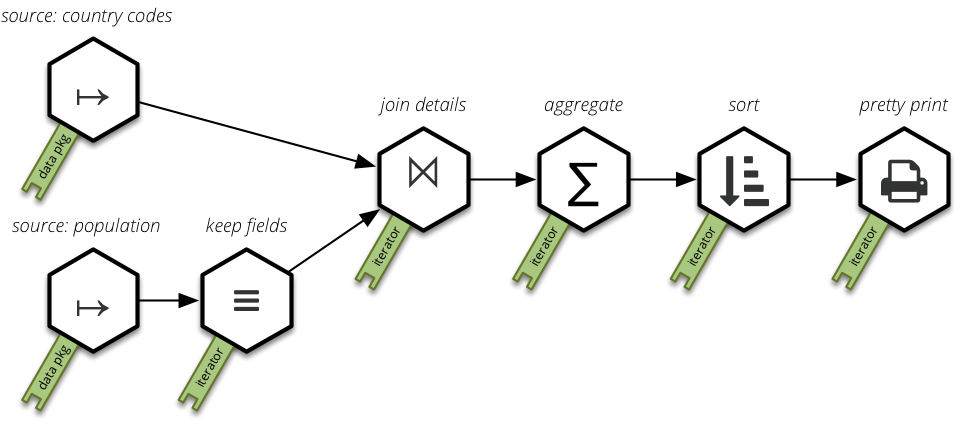 source: country codes
data pkg
join details
iterator
aggregate
Σ
iterator
sort
iterator
pretty print
iterator
source: population
data pkg
keep fields
iterator